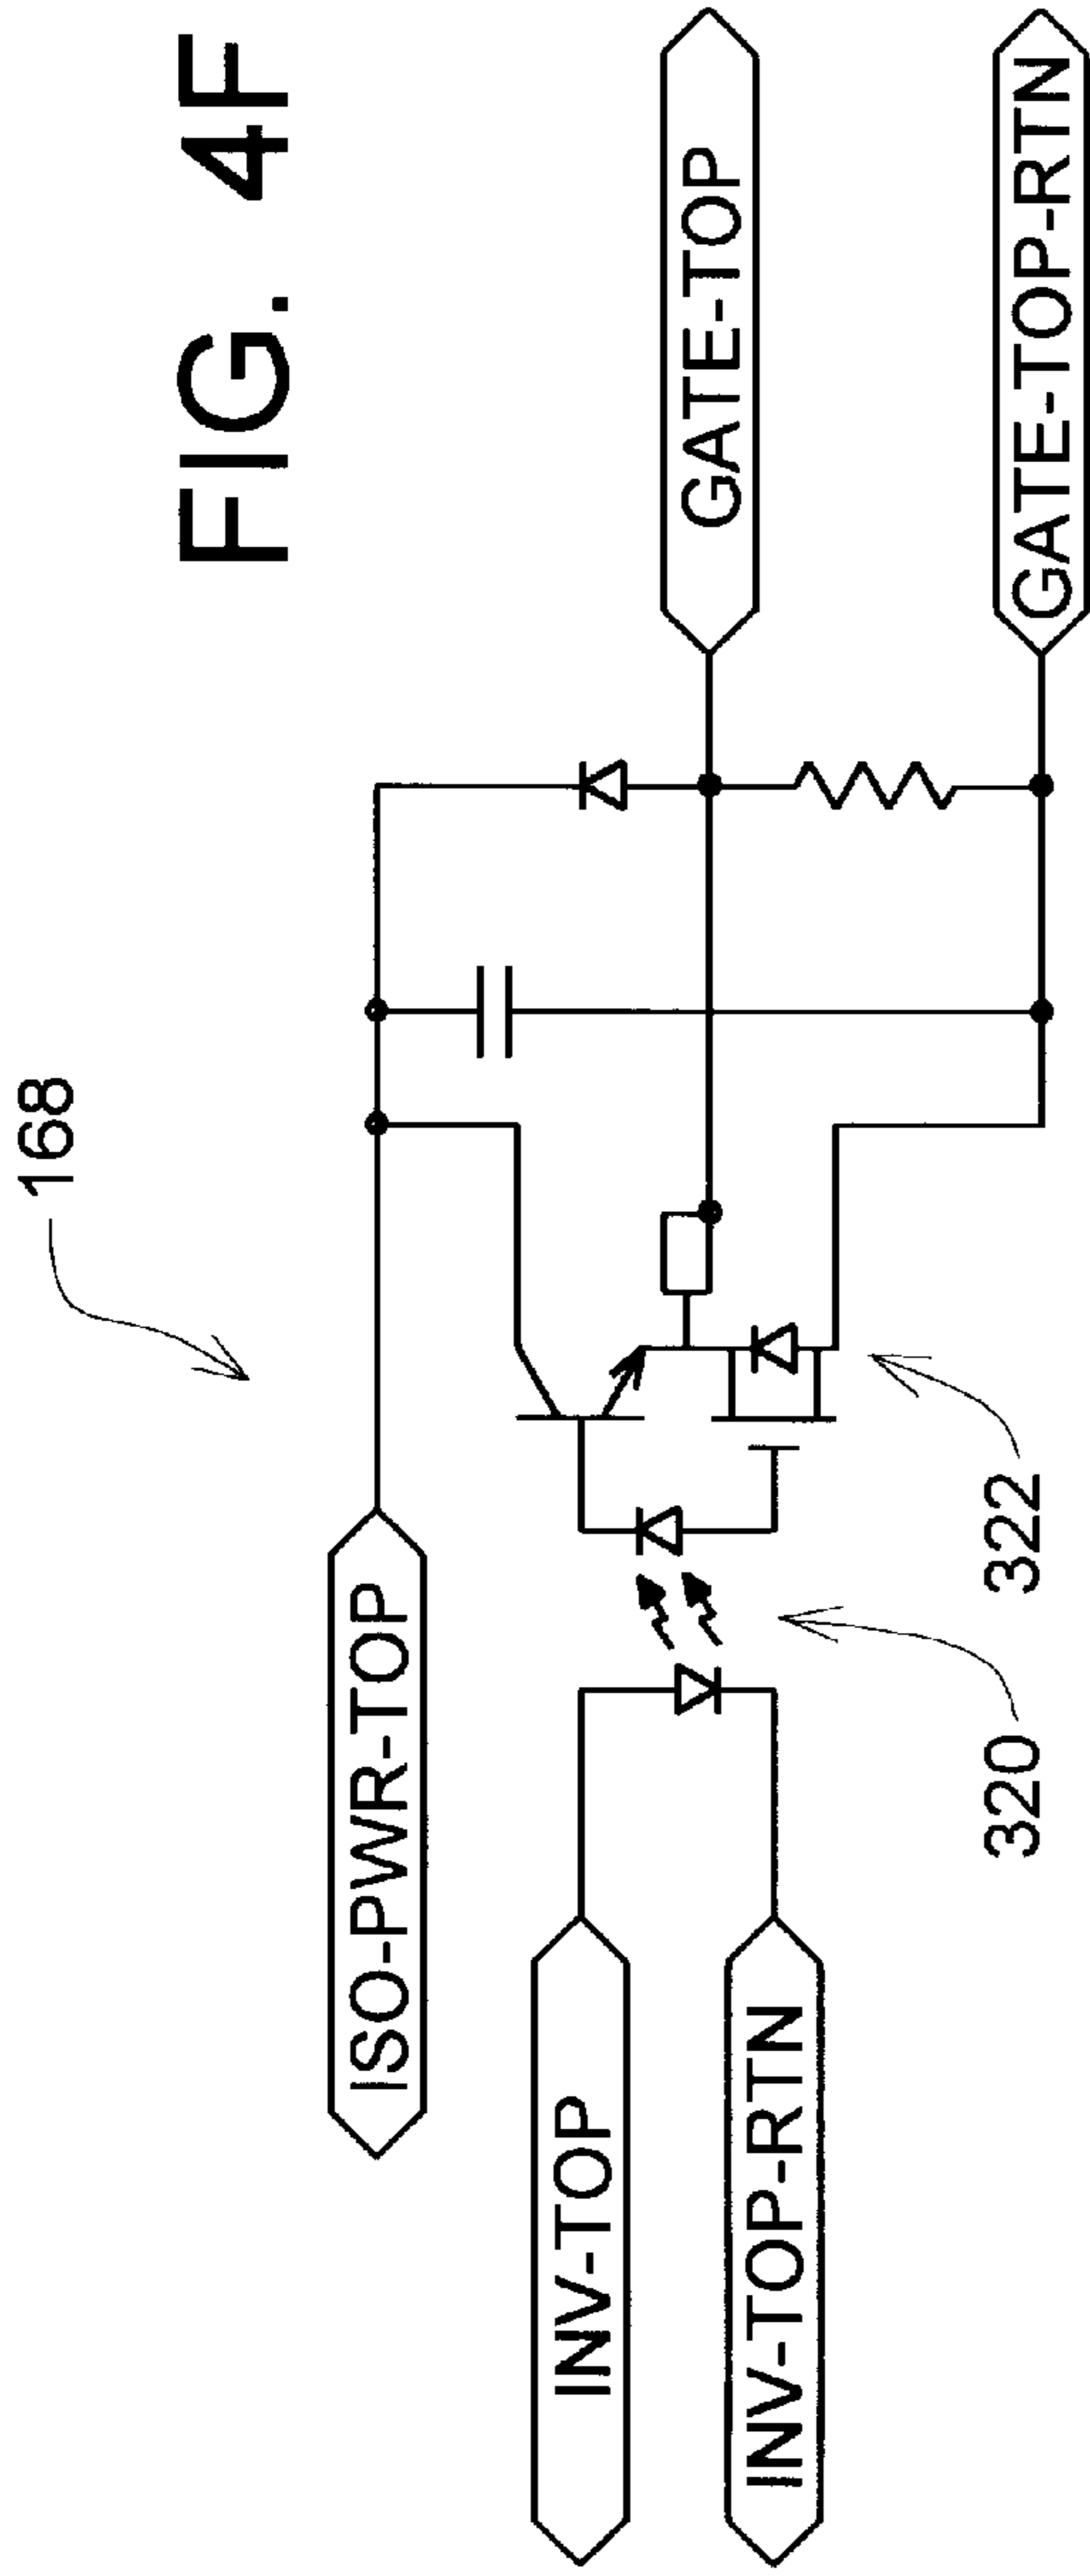 FIG. 4F
168
ISO-PWR-TOP
INV-TOP
INV-TOP-RTN
GATE-TOP
GATE-TOP-RTN
320
322